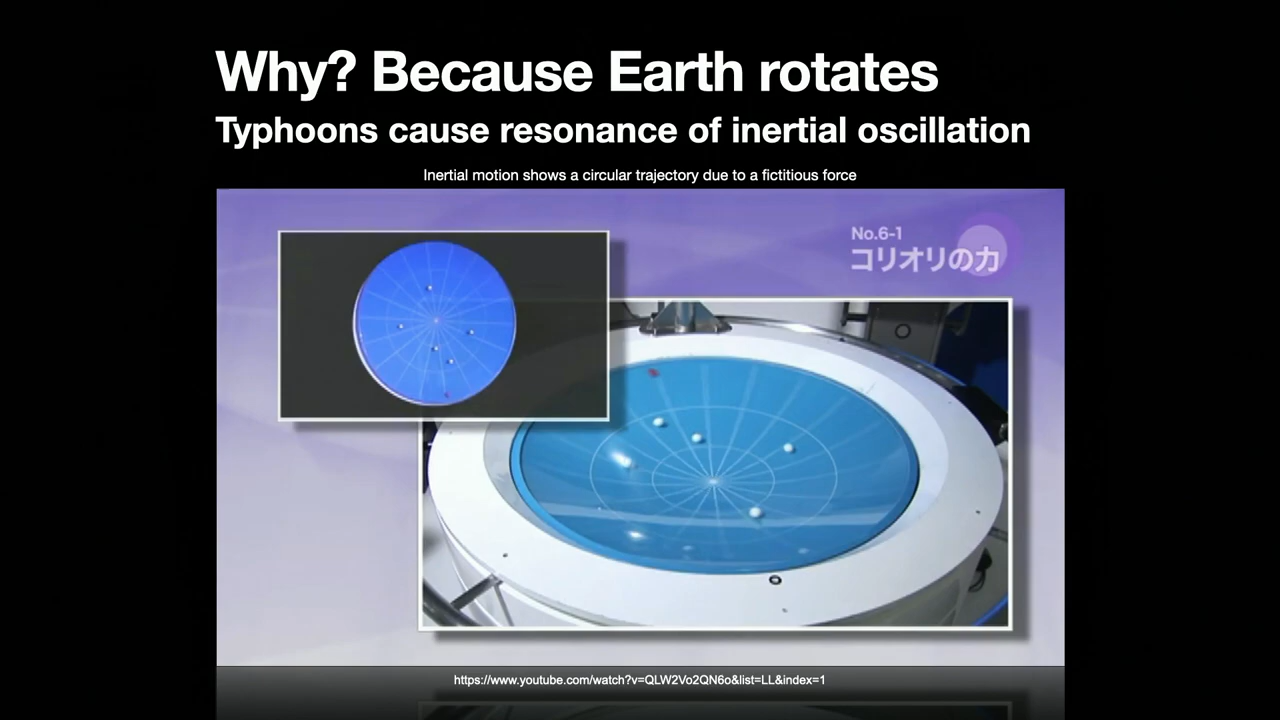 Why? Because Earth rotates
Typhoons cause resonance of inertial oscillation
Inertial motion shows a circular trajectory due to a fictitious force
No.6-1
コリオリの力
https://www.youtube.com/watch?v=QLW2Vo2QN6o&list=LL&index=1